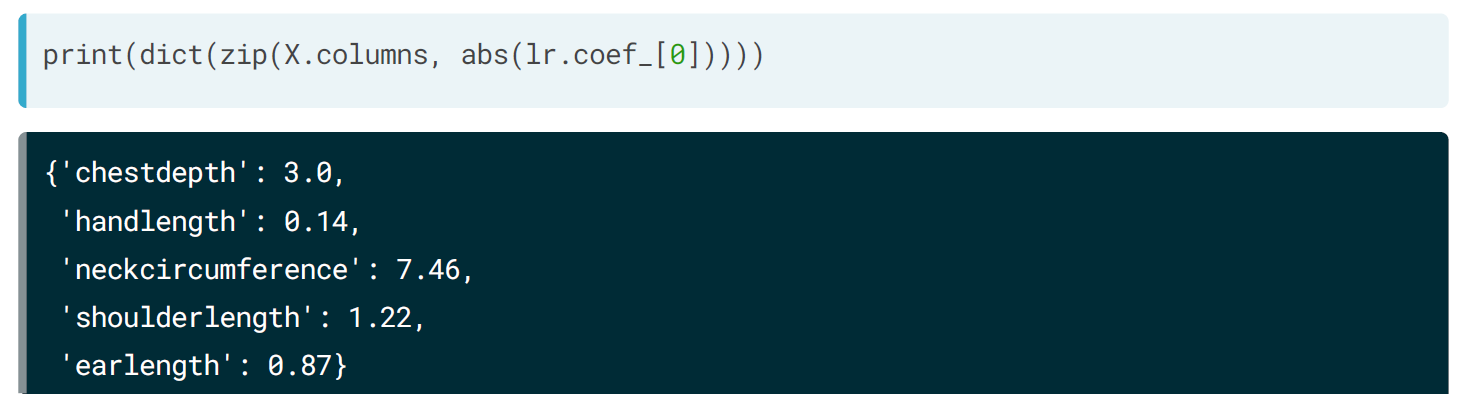 print(dict(zip(X.columns, abs(lr.coef_[0]))))
{'chestdepth': 3.0,
'handlength': 0.14,
'neckcircumference': 7.46,
'shoulderlength': 1.22,
'earlength': 0.87}